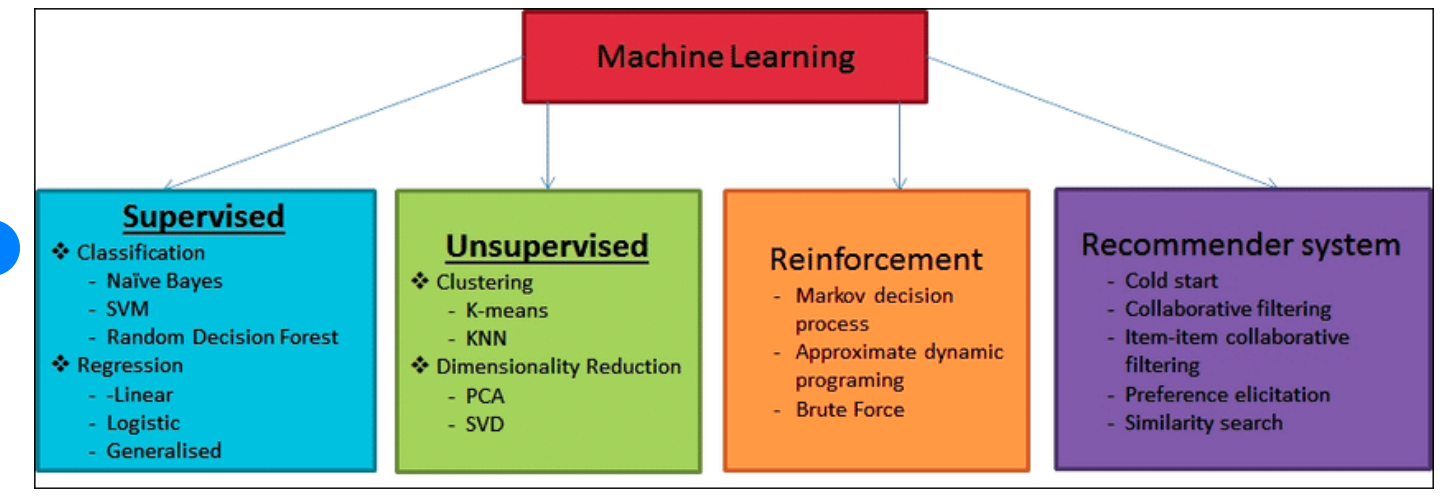 Machine Learning
Supervised
❖ Classification
- Naïve Bayes
- SVM
- Random Decision Forest
❖ Regression
- -Linear
- Logistic
- Generalised
Unsupervised
❖ Clustering
- K-means
- KNN
❖ Dimensionality Reduction
- PCA
- SVD
Reinforcement
- Markov decision
process
- Approximate dynamic
programing
- Brute Force
Recommender system
- Cold start
- Collaborative filtering
- Item-item collaborative
filtering
- Preference elicitation
- Similarity search